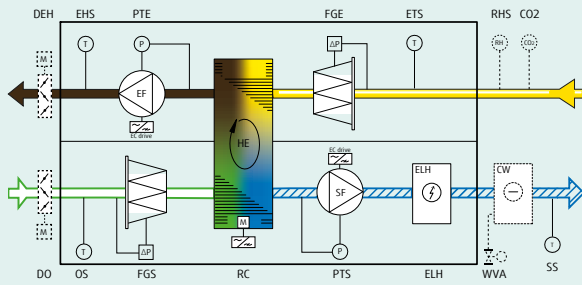 DEH EHS PTE FGE ETS RHS CO2
M T P ΔP T RH CO₂
EF
EC drive
HE
EC drive
SF ELH CW
M
M T ΔP P T
DO OS FGS RC PTS ELH WVA SS